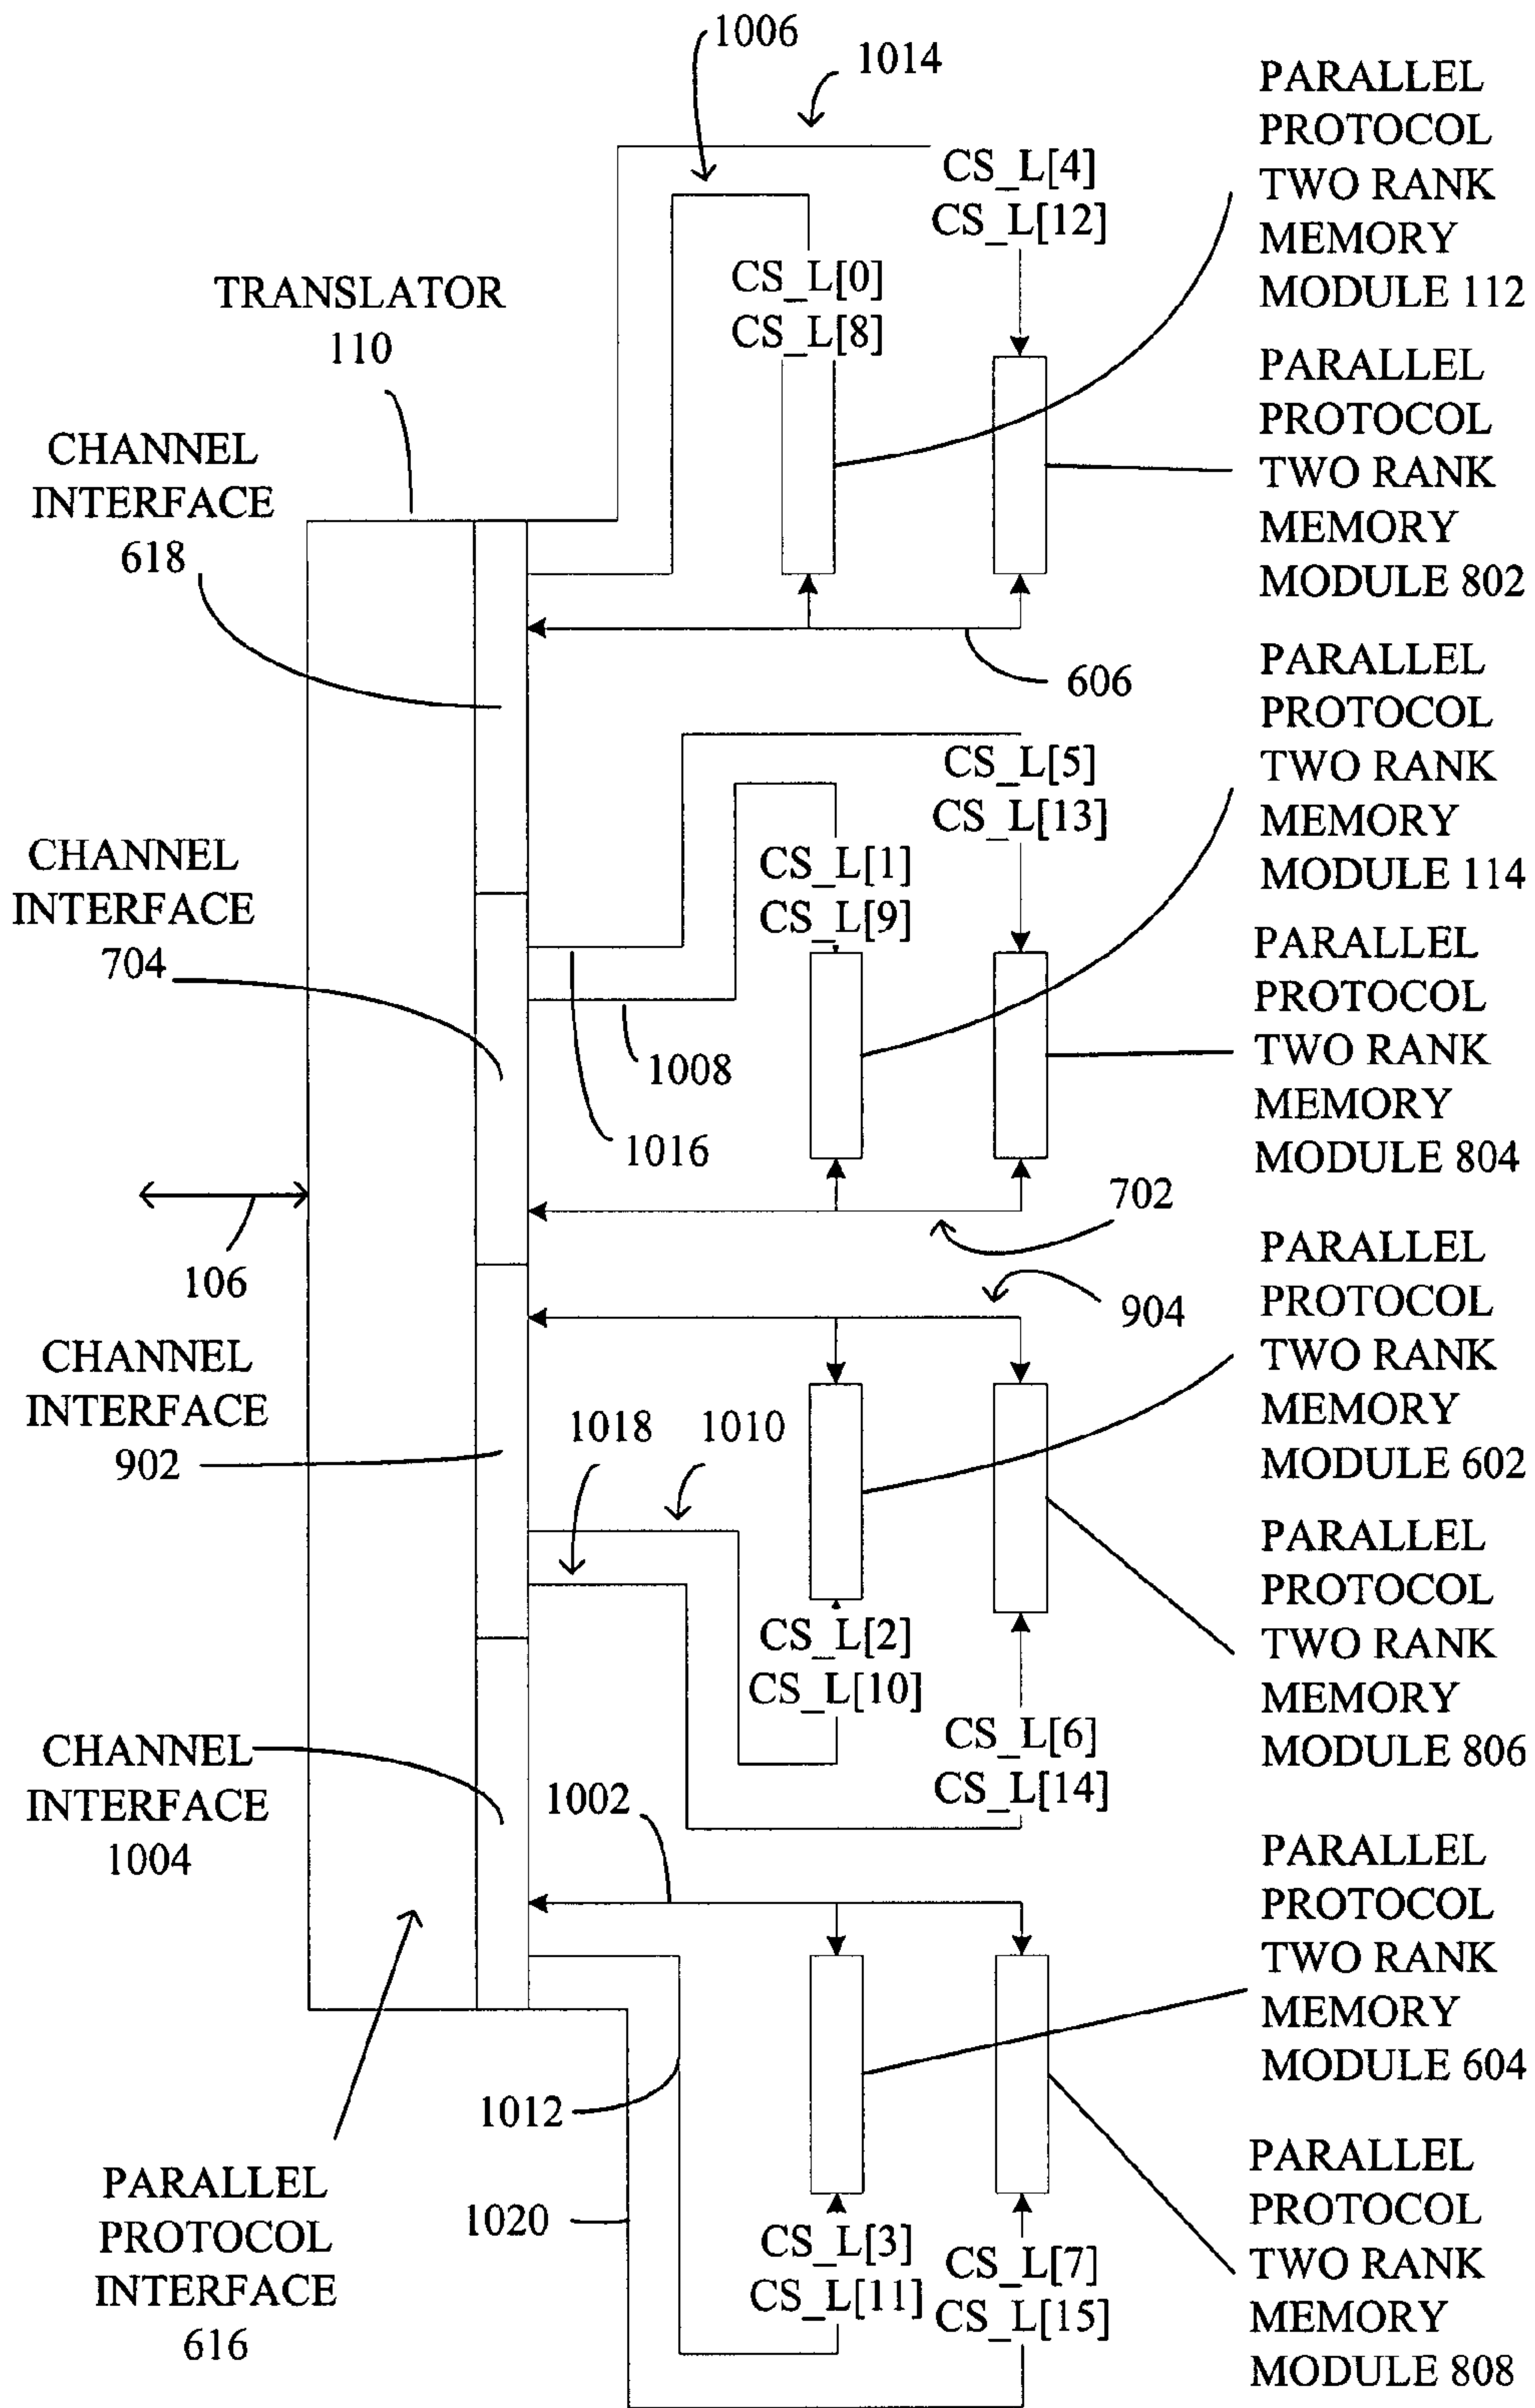 1006
1014
CS_L[4]
CS_L[12]
CS_L[0]
CS_L[8]
TRANSLATOR
110
CHANNEL
INTERFACE
618
606
CS_L[5]
CS_L[13]
CS_L[1]
CS_L[9]
CHANNEL
INTERFACE
704
1008
1016
702
106
904
CHANNEL
INTERFACE
902
1018
1010
CS_L[2]
CS_L[10]
CS_L[6]
CS_L[14]
CHANNEL
INTERFACE
1004
1002
1012
1020
CS_L[3]
CS_L[11]
CS_L[7]
CS_L[15]
PARALLEL
PROTOCOL
INTERFACE
616
PARALLEL
PROTOCOL
TWO RANK
MEMORY
MODULE 112
PARALLEL
PROTOCOL
TWO RANK
MEMORY
MODULE 802
PARALLEL
PROTOCOL
TWO RANK
MEMORY
MODULE 114
PARALLEL
PROTOCOL
TWO RANK
MEMORY
MODULE 804
PARALLEL
PROTOCOL
TWO RANK
MEMORY
MODULE 602
PARALLEL
PROTOCOL
TWO RANK
MEMORY
MODULE 806
PARALLEL
PROTOCOL
TWO RANK
MEMORY
MODULE 604
PARALLEL
PROTOCOL
TWO RANK
MEMORY
MODULE 808